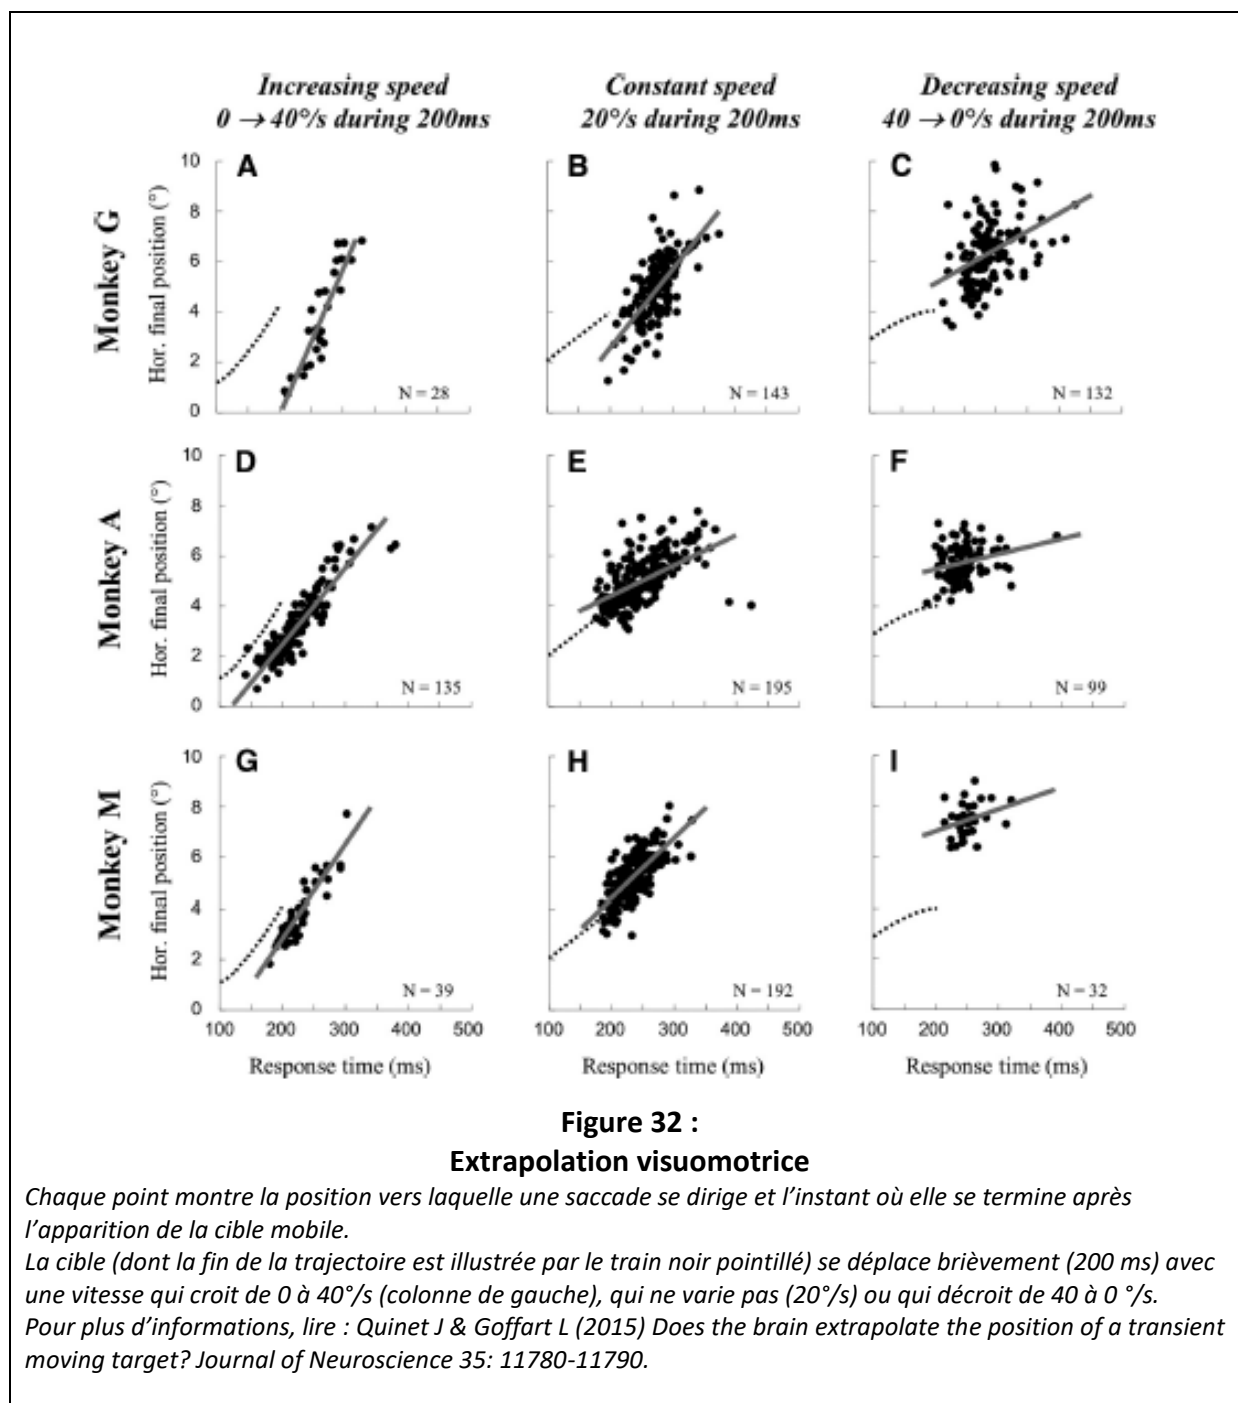 Increasing speed
0 → 40°/s during 200ms
Constant speed
20°/s during 200ms
Decreasing speed
40 → 0°/s during 200ms
Monkey G
Hor. final position (°)
10
8
6
4
2
0
A
N = 28
B
N = 143
C
N = 132
Monkey A
Hor. final position (°)
10
8
6
4
2
0
D
N = 135
E
N = 195
F
N = 99
Monkey M
Hor. final position (°)
10
8
6
4
2
0
G
N = 39
H
N = 192
I
N = 32
100 200 300 400 500
100 200 300 400 500
100 200 300 400 500
Response time (ms)
Response time (ms)
Response time (ms)
Figure 32 :
Extrapolation visuomotrice
Chaque point montre la position vers laquelle une saccade se dirige et l’instant où elle se termine après
l’apparition de la cible mobile.
La cible (dont la fin de la trajectoire est illustrée par le train noir pointillé) se déplace brièvement (200 ms) avec
une vitesse qui croit de 0 à 40°/s (colonne de gauche), qui ne varie pas (20°/s) ou qui décroit de 40 à 0 °/s.
Pour plus d’informations, lire : Quinet J & Goffart L (2015) Does the brain extrapolate the position of a transient
moving target? Journal of Neuroscience 35: 11780-11790.